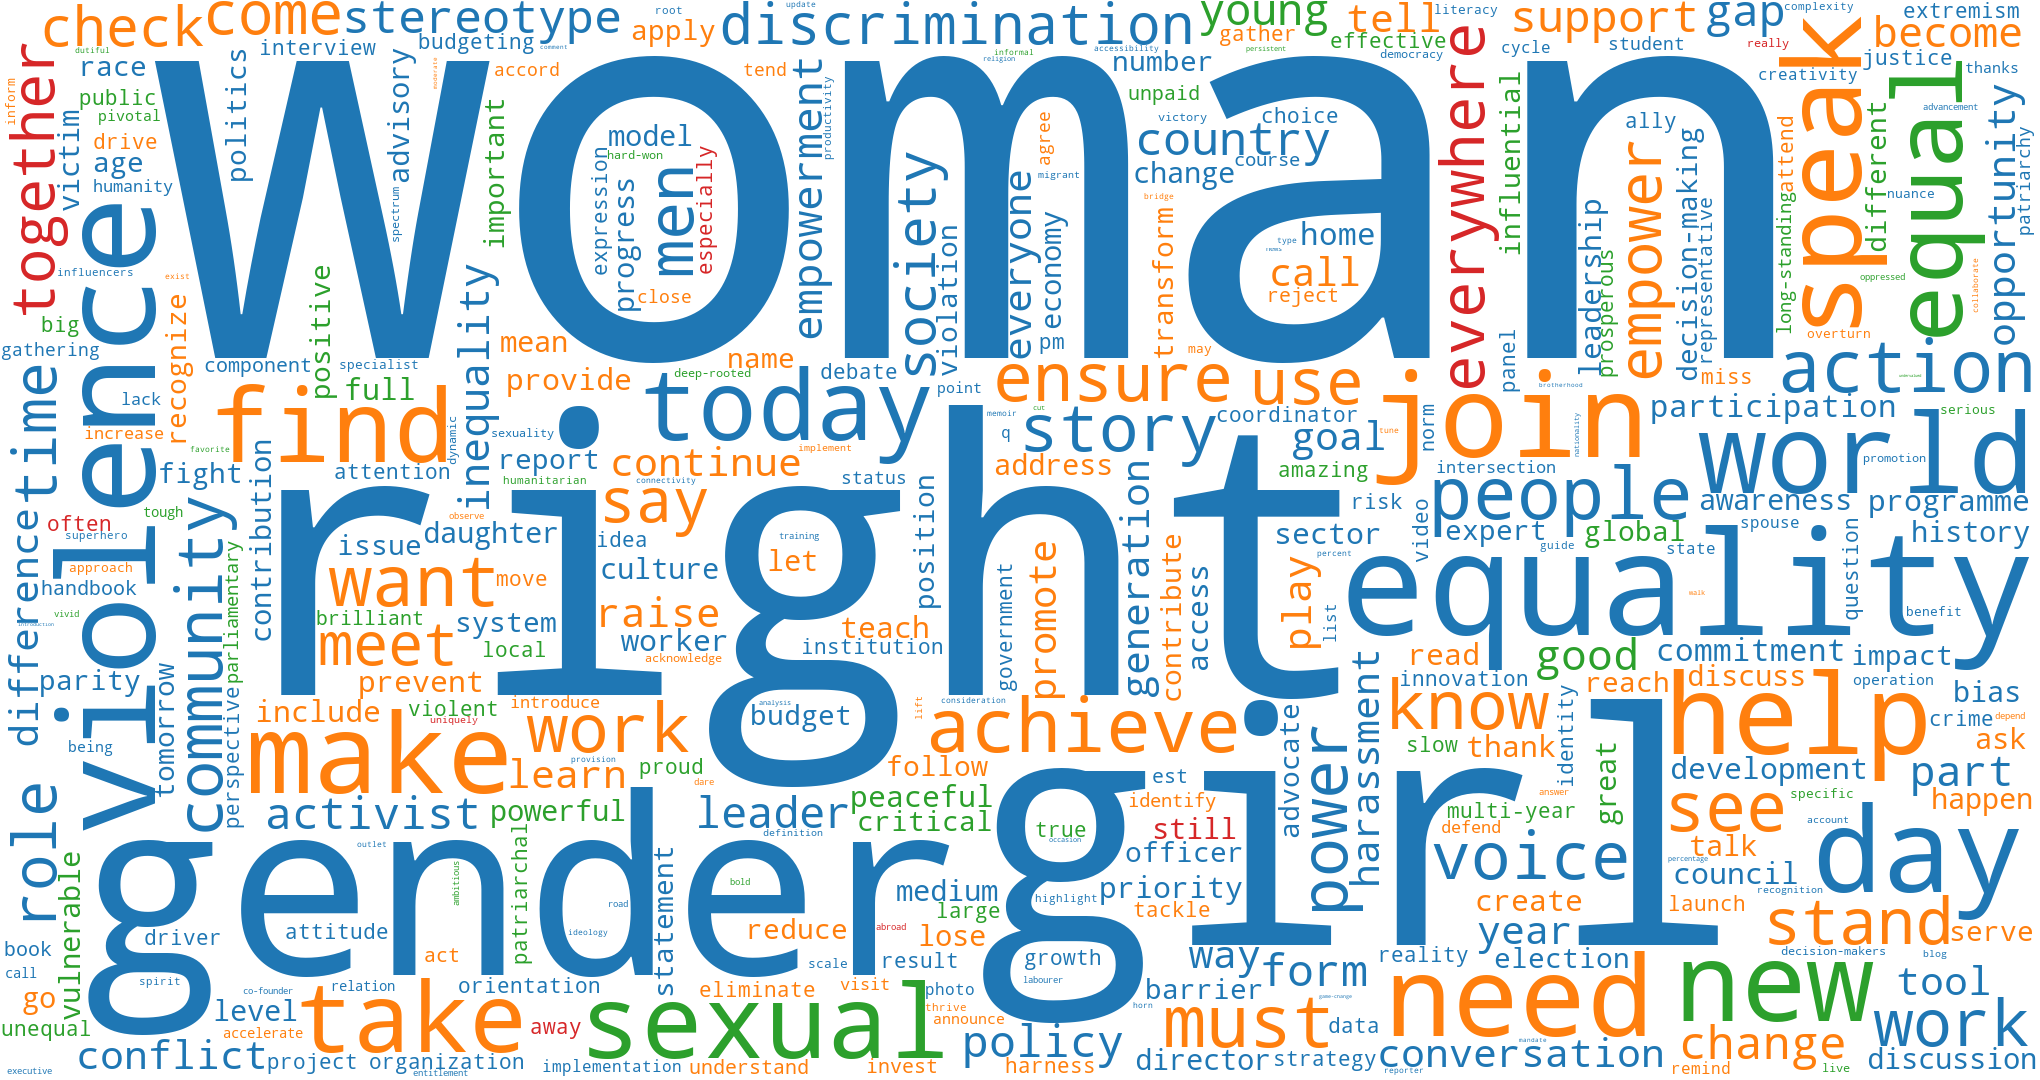 woman
right
gender
girl
equality
violence
day
need
new
help
speak
equal
sexual
make
find
join
world
today
take
stand
people
work
achieve
must
know
see
action
story
voice
power
say
want
meet
ensure
use
men
society
everyone
everywhere
together
difference
time
role
community
conflict
activist
policy
conversation
change
work
discussion
tool
part
check
come
stereotype
discrimination
young
tell
support
gap
become
extremism
justice
thanks
creativity
student
cycle
literacy
complexity
really
democracy
effective
gather
persistent
accessibility
number
unpaid
victory
country
choice
course
change
migrant
agree
bridge
update
informal
religion
root
apply
tend
budgeting
accord
comment
moderate
interview
dutiful
race
public
pivotal
drive
age
humanity
inform
victim
politics
advisory
spectrum
important
influencers
exist
big
gathering
recognize
positive
component
specialist
lack
increase
full
favorite
fight
attention
inequality
dynamic
sexuality
mean
provide
name
deep-rooted
model
hard-won
expression
progress
especially
close
empowerment
productivity
violation
economy
pm
transform
may
home
type
call
reject
influential
leadership
prosperous
panel
ally
empower
decision-making
representative
long-standing
attend
different
advancement
nuance
oppressed
collaborate
opportunity
patriarchy
overturn
miss
brotherhood
participation
serious
promotion
debate
point
memoir
q
cut
coordinator
goal
tune
norm
nationality
amazing
intersection
address
continue
implement
report
humanitarian
connectivity
status
observe
issue
daughter
idea
culture
let
training
position
generation
sector
risk
expert
video
percent
guide
global
awareness
programme
spouse
state
history
question
benefit
often
tough
superhero
approach
handbook
vivid
introduction
contribution
parliamentary
perspective
brilliant
system
local
move
raise
worker
acknowledge
teach
institution
government
promote
contribute
access
play
list
read
good
commitment
impact
innovation
reach
discuss
operation
bias
crime
depend
ask
parity
being
tomorrow
include
prevent
violent
uniquely
introduce
learn
provision
proud
dare
budget
analysis
lift
consideration
follow
est
identify
advocate
harassment
slow
thank
identity
great
development
specific
happen
multi-year
defend
answer
talk
account
percentage
council
recognition
powerful
leader
definition
peaceful
critical
true
occasion
still
officer
priority
tackle
medium
large
highlight
lose
reduce
bold
statement
patriarchal
ambitious
outlet
attitude
driver
act
road
ideology
abroad
scale
result
growth
labourer
way
form
barrier
reality
election
year
create
launch
serve
decision-makers
blog
vulnerable
book
call
go
unequal
spirit
co-founder
level
relation
orientation
accelerate
eliminate
visit
photo
thrive
announce
horn
game-change
data
away
project
organization
entitlement
implementation
understand
invest
harness
director
strategy
mandate
reporter
remind
live
executive